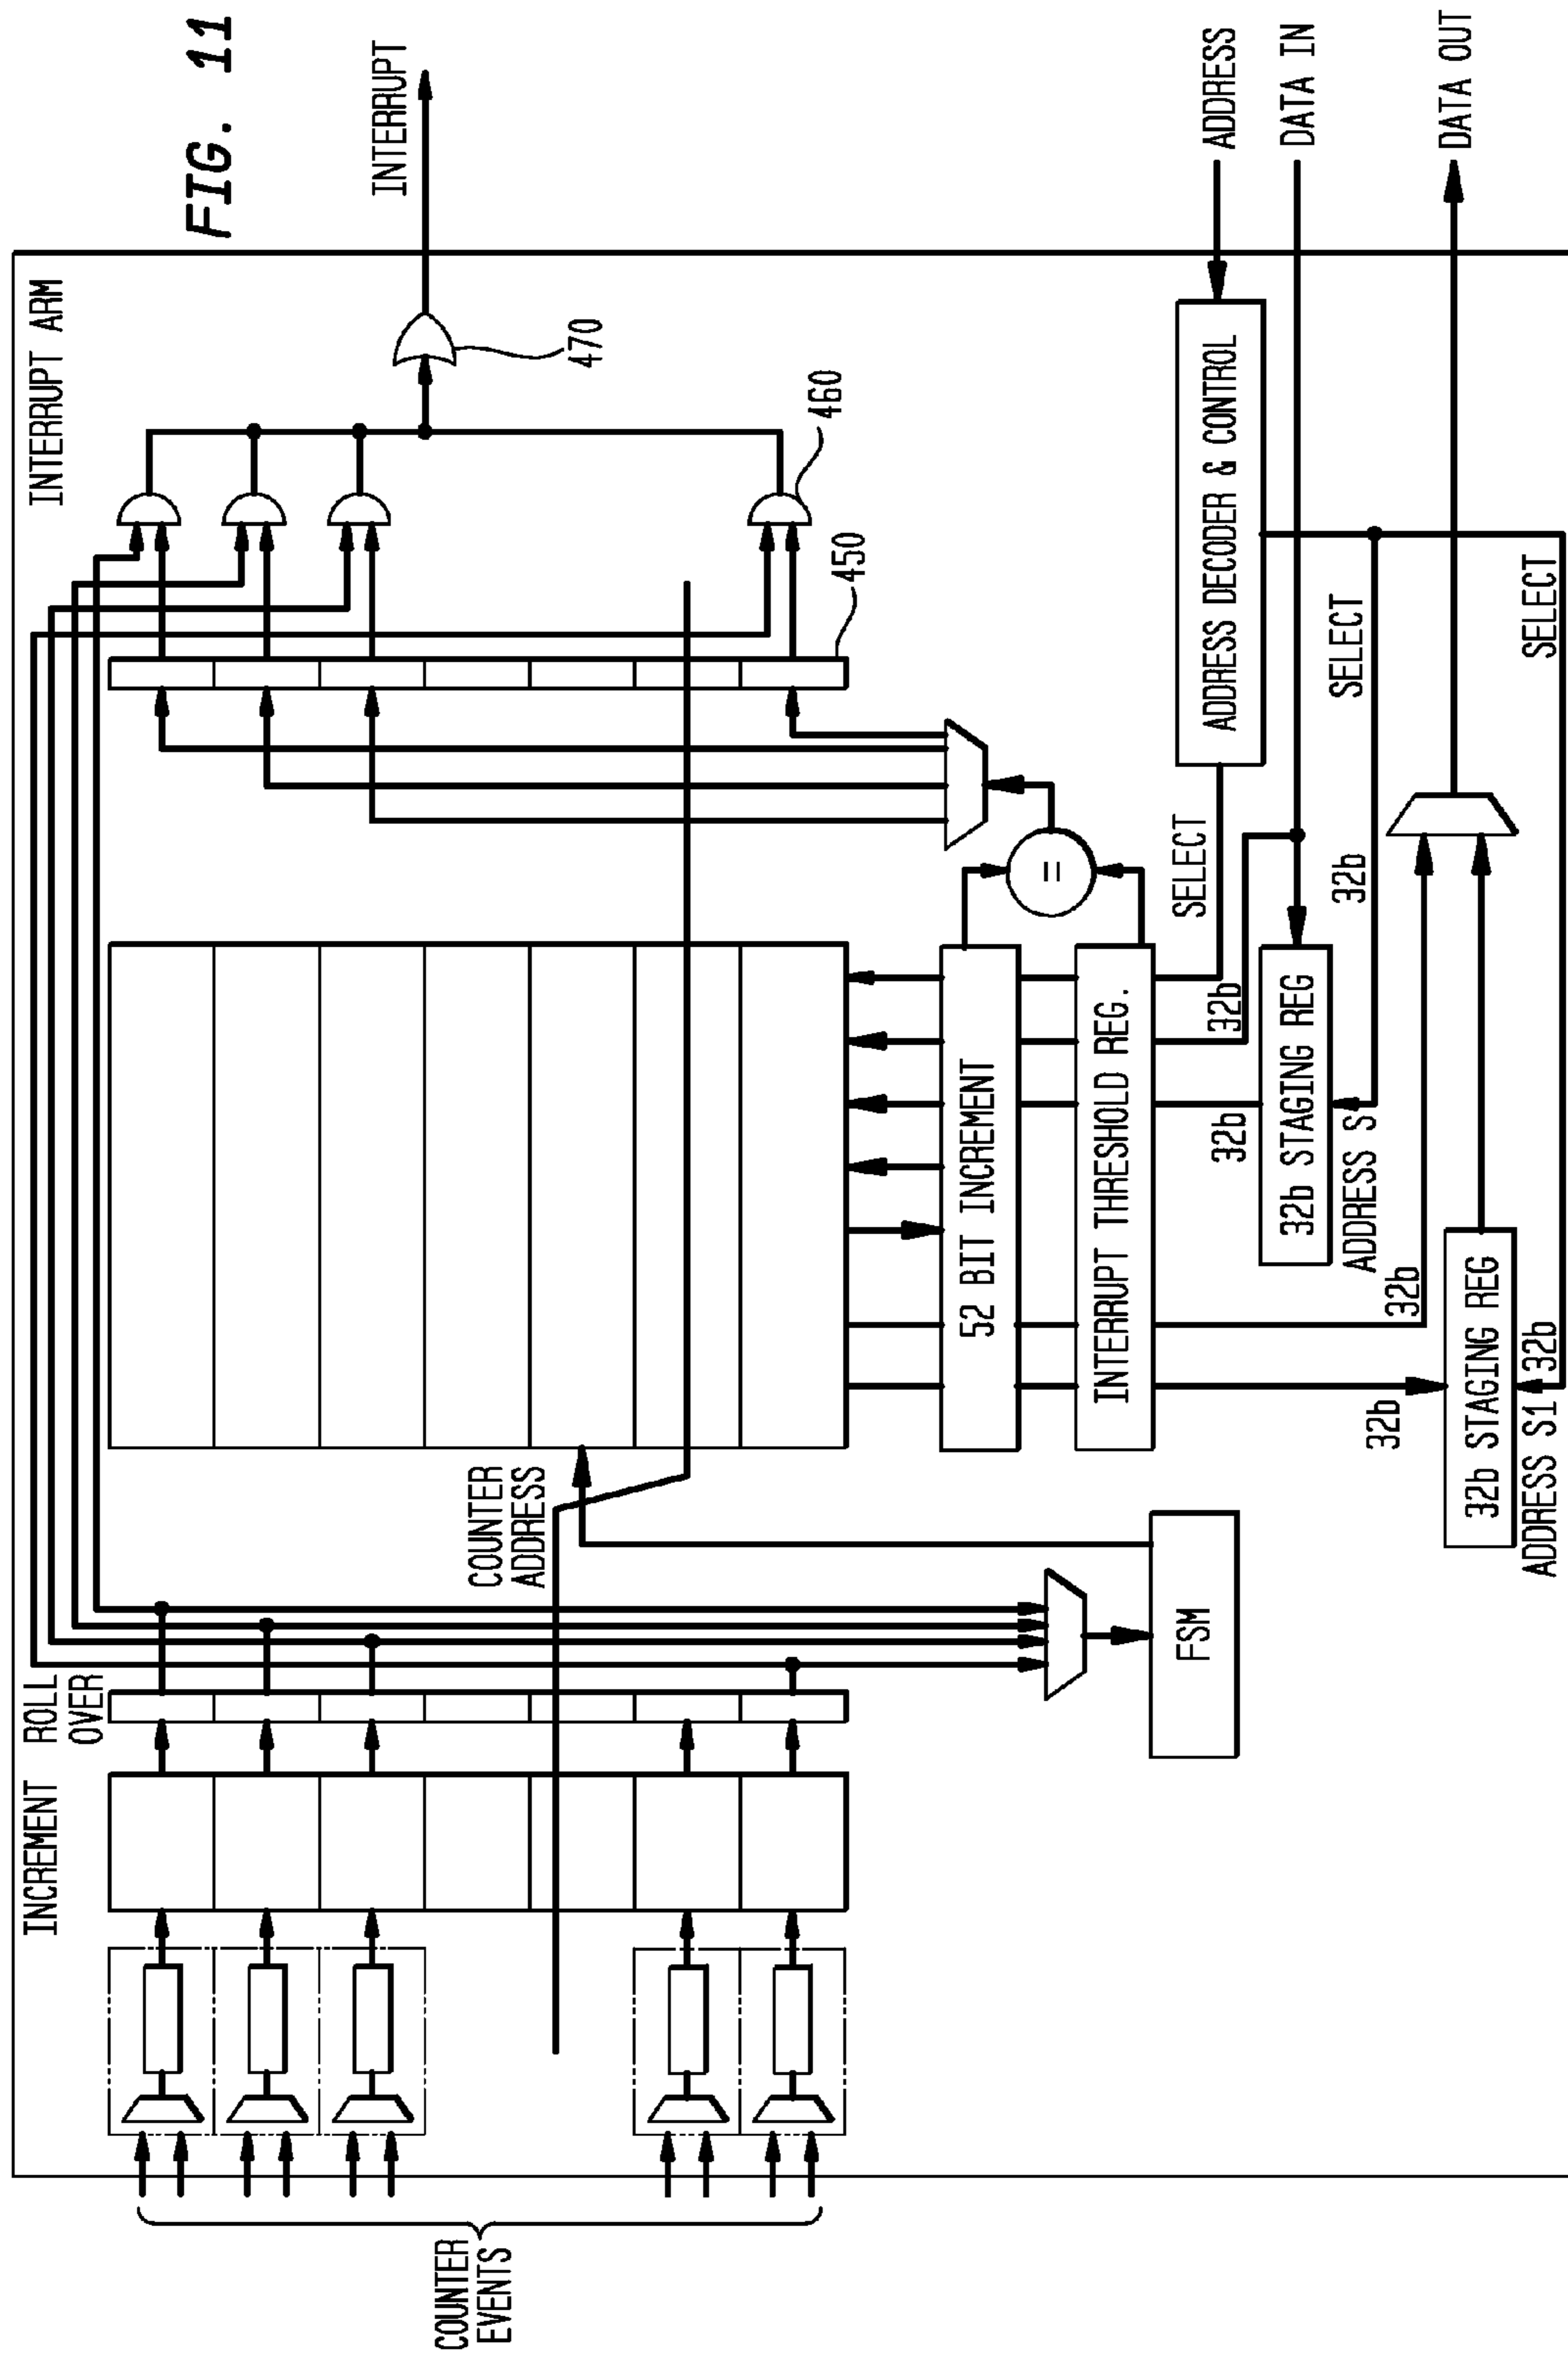 FIG. 11
INTERRUPT ARM
INTERRUPT
470
460
450
INCREMENT ROLL
OVER
COUNTER
EVENTS
COUNTER
ADDRESS
FSM
52 BIT INCREMENT
INTERRUPT THRESHOLD REG.
=
SELECT
ADDRESS DECODER & CONTROL
ADDRESS
DATA IN
DATA OUT
32b
32b
32b STAGING REG
ADDRESS S
32b
SELECT
32b
32b
32b STAGING REG
ADDRESS S1
32b
SELECT